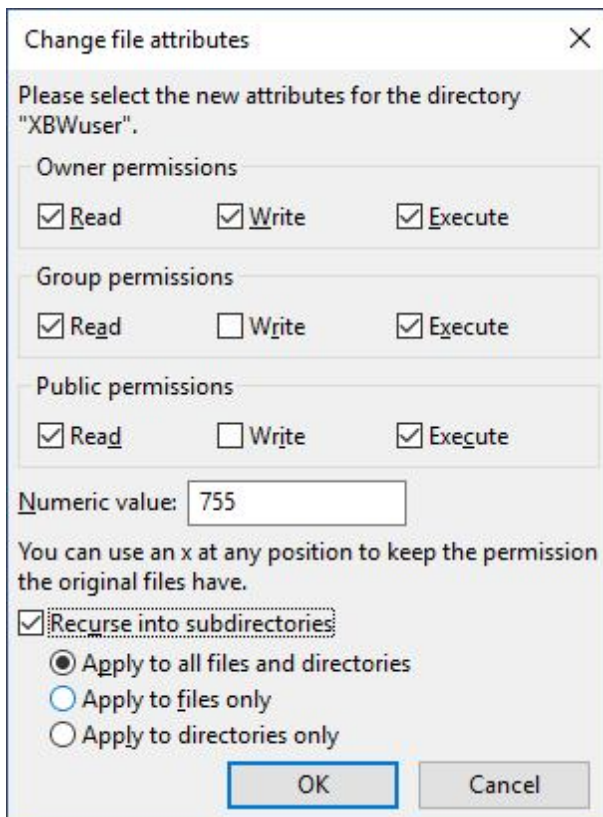 Change file attributes
Please select the new attributes for the directory
"XBWuser".
Owner permissions
Read Write Execute
Group permissions
Read Write Execute
Public permissions
Read Write Execute
Numeric value: 755
You can use an x at any position to keep the permission
the original files have.
Recurse into subdirectories
Apply to all files and directories
Apply to files only
Apply to directories only
OK Cancel